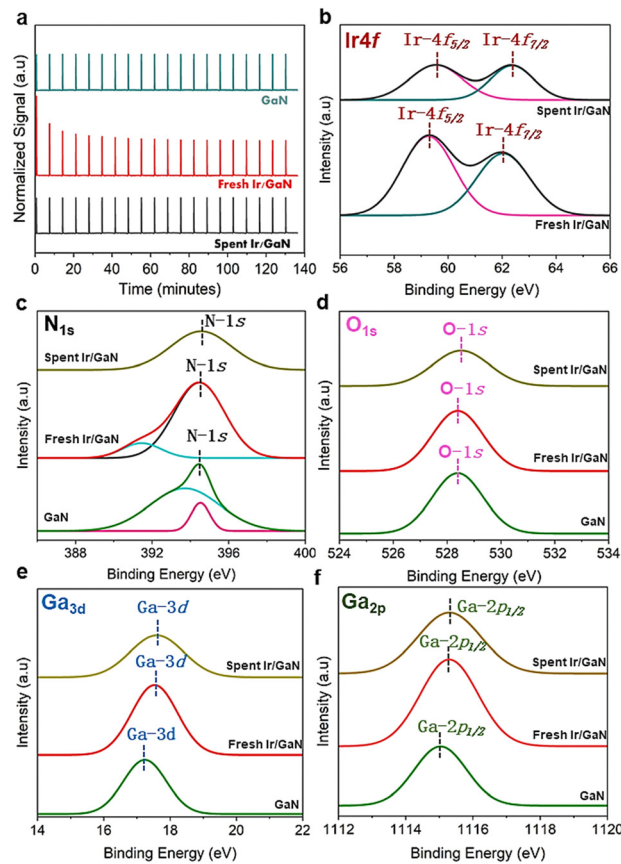 a
Normalized Signal (a.u)
GaN
Fresh Ir/GaN
Spent Ir/GaN
0 20 40 60 80 100 120 140
Time (minutes)
b
Ir4f
Ir-4f5/2
Ir-4f7/2
Spent Ir/GaN
Ir-4f5/2
Ir-4f7/2
Fresh Ir/GaN
Intensity (a.u)
56 58 60 62 64 66
Binding Energy (eV)
c
N1s
N-1s
Spent Ir/GaN
N-1s
Fresh Ir/GaN
N-1s
GaN
Intensity (a.u)
388 392 396 400
Binding Energy (eV)
d
O1s
O-1s
Spent Ir/GaN
O-1s
Fresh Ir/GaN
O-1s
GaN
Intensity (a.u)
524 526 528 530 532 534
Binding Energy (eV)
e
Ga3d
Ga-3d
Spent Ir/GaN
Ga-3d
Fresh Ir/GaN
Ga-3d
GaN
Intensity (a.u)
14 16 18 20 22
Binding Energy (eV)
f
Ga2p
Ga-2p1/2
Spent Ir/GaN
Ga-2p1/2
Fresh Ir/GaN
Ga-2p1/2
GaN
Intensity (a.u)
1112 1114 1116 1118 1120
Binding Energy (eV)